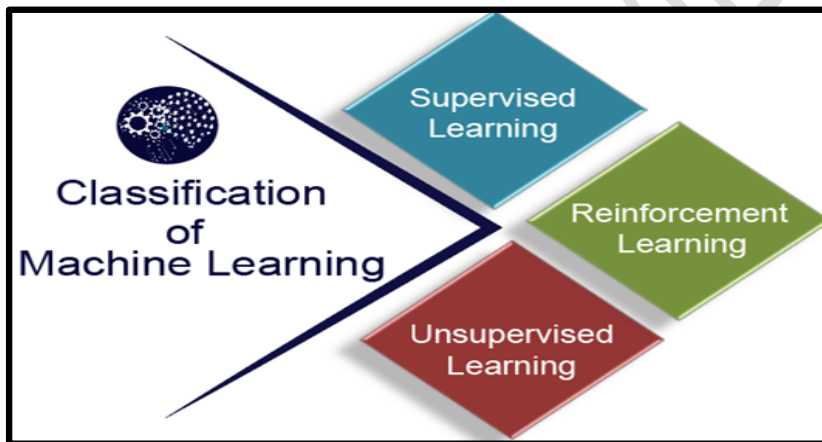 Classification
of
Machine Learning
Supervised
Learning
Reinforcement
Learning
Unsupervised
Learning